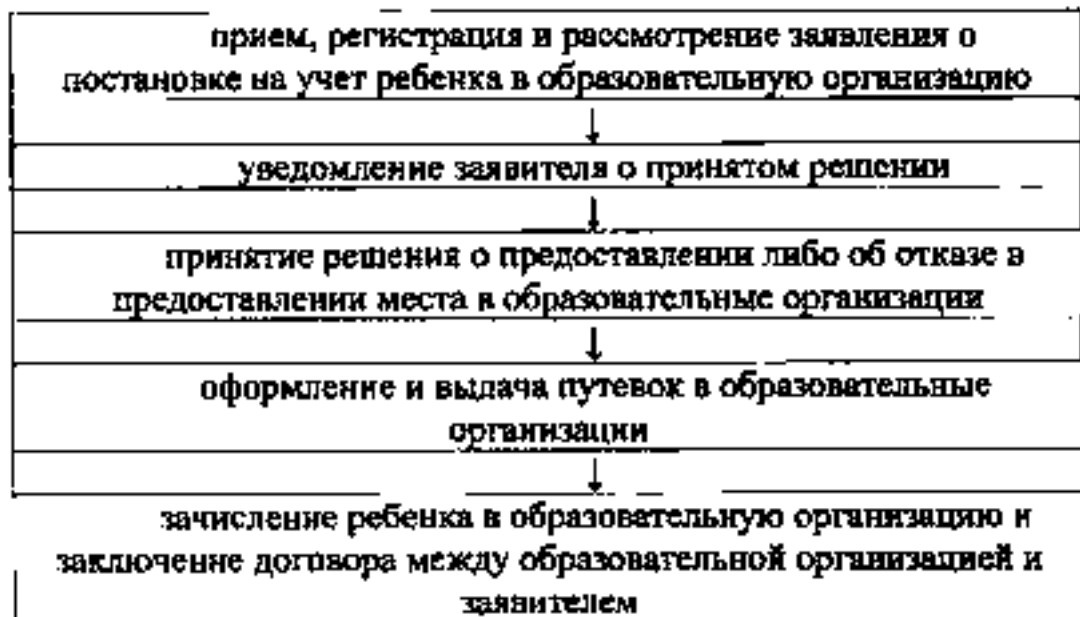 прием, регистрация и рассмотрение заявления о
постановке на учет ребенка в образовательную организацию
уведомление заявителя о принятом решении
принятие решения о предоставлении либо об отказе в
предоставлении места в образовательные организации
оформление и выдача путевок в образовательные
организации
зачисление ребенка в образовательную организацию и
заключение договора между образовательной организацией и
заявителем